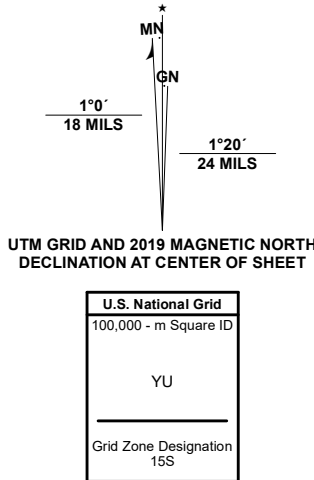 ★
MN
GN
1°0´
18 MILS
1°20´
24 MILS
UTM GRID AND 2019 MAGNETIC NORTH
DECLINATION AT CENTER OF SHEET
U.S. National Grid
100,000 - m Square ID
YU
Grid Zone Designation
15S